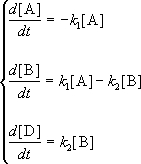 d[A]/dt = -k₁[A]
d[B]/dt = k₁[A] - k₂[B]
d[D]/dt = k₂[B]